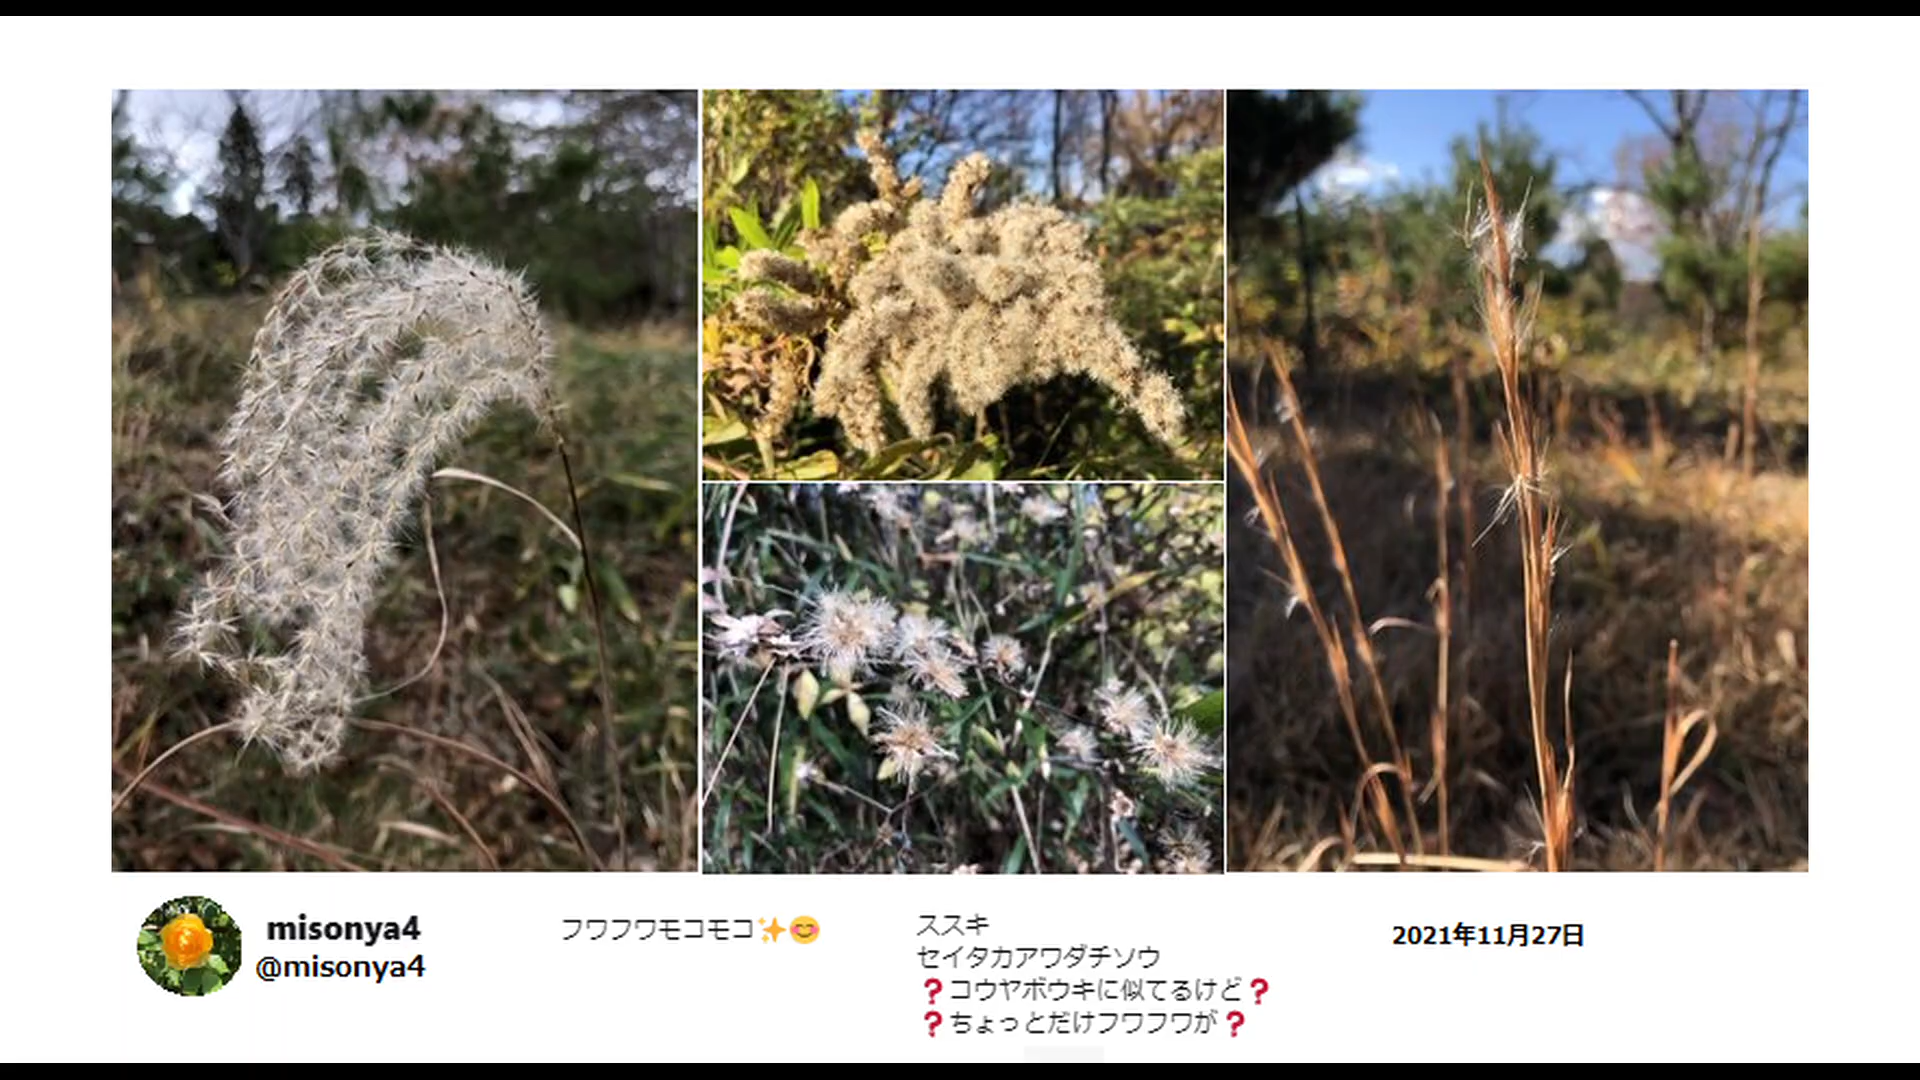 misonya4
@misonya4
フワフワモコモコ✨😊
ススキ
セイタカアワダチソウ
❓コウヤボウキに似てるけど❓
❓ちょっとだけフワフワが❓
2021年11月27日